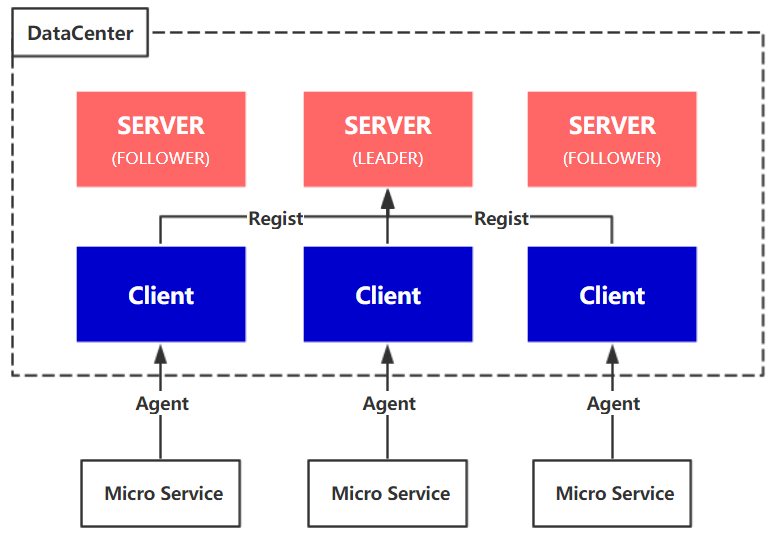 DataCenter
SERVER
(FOLLOWER)
SERVER
(LEADER)
SERVER
(FOLLOWER)
Regist
Regist
Client
Client
Client
Agent
Agent
Agent
Micro Service
Micro Service
Micro Service